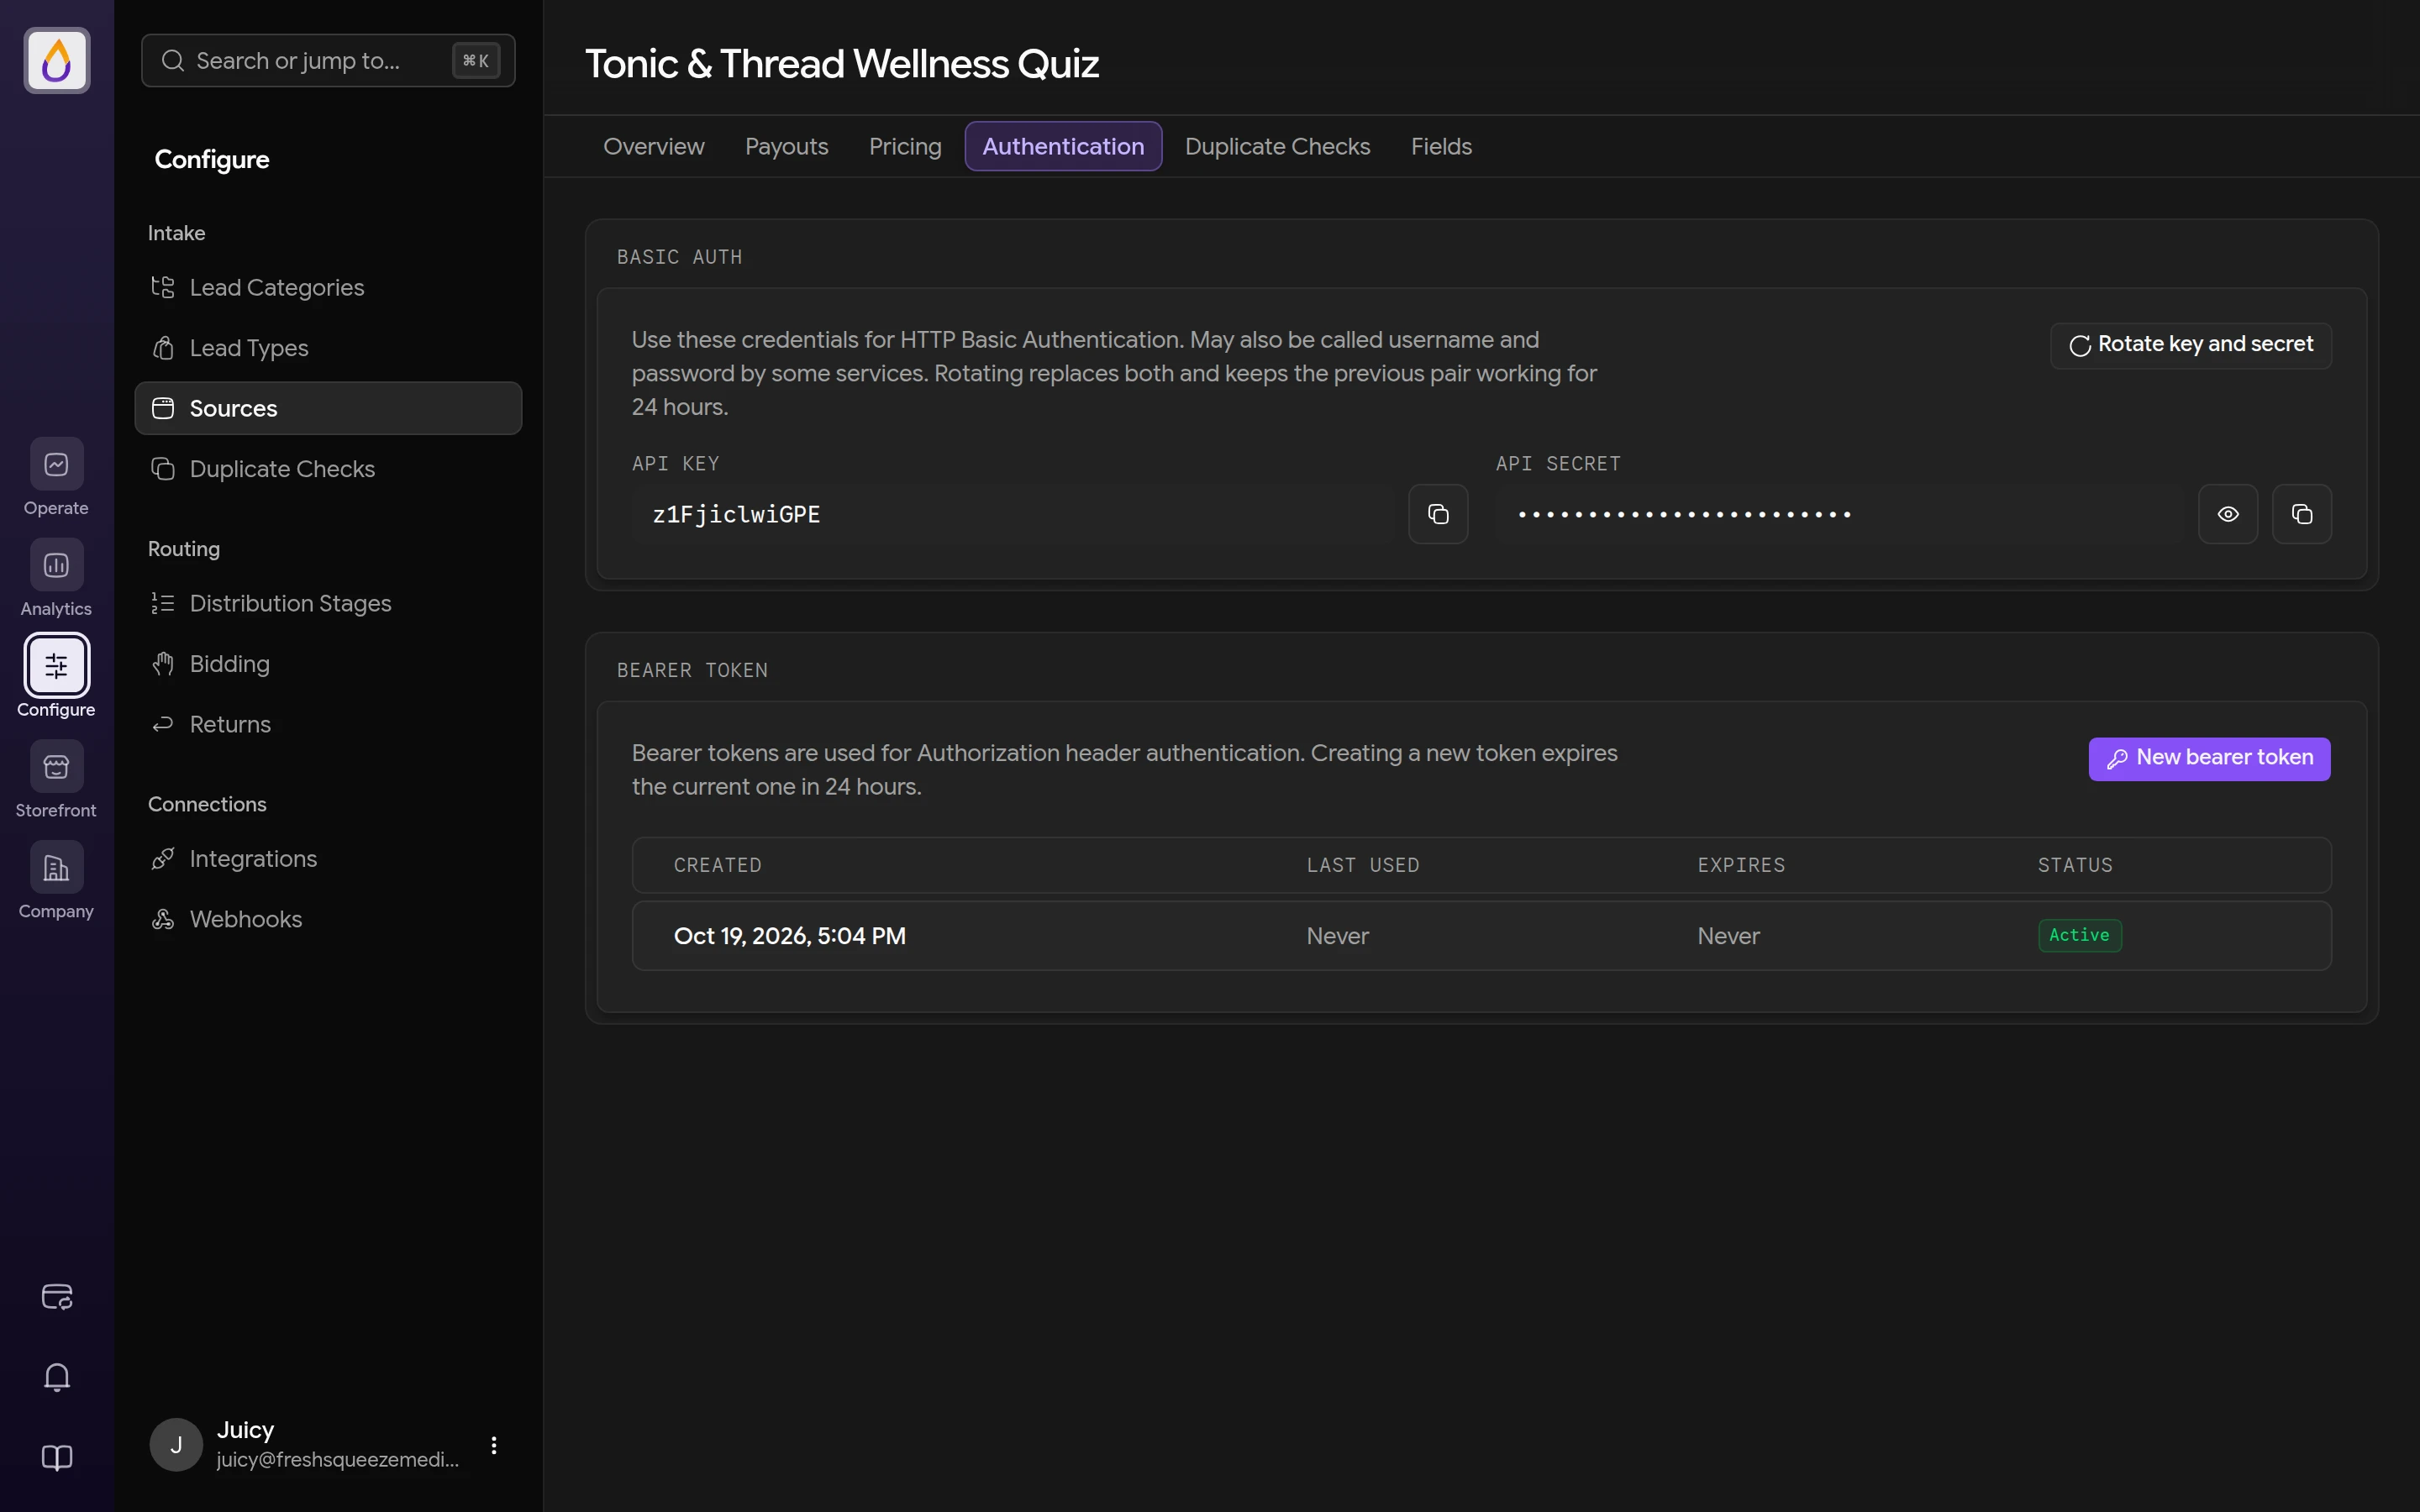 Search or jump to...
⌘K
Configure
Intake
Lead Categories
Lead Types
Sources
Duplicate Checks
Routing
Distribution Stages
Bidding
Returns
Connections
Integrations
Webhooks
Operate
Analytics
Configure
Storefront
Company
J
Juicy
juicy@freshsqueezemedi...
Tonic & Thread Wellness Quiz
Overview
Payouts
Pricing
Authentication
Duplicate Checks
Fields
BASIC AUTH
Use these credentials for HTTP Basic Authentication. May also be called username and
password by some services. Rotating replaces both and keeps the previous pair working for
24 hours.
Rotate key and secret
API KEY
z1FjiclwiGPE
API SECRET
••••••••••••••••••••••••
BEARER TOKEN
Bearer tokens are used for Authorization header authentication. Creating a new token expires
the current one in 24 hours.
New bearer token
CREATED LAST USED EXPIRES STATUS
Oct 19, 2026, 5:04 PM Never Never Active